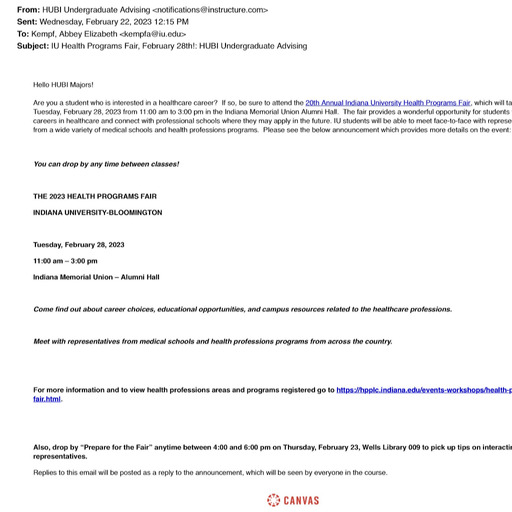 From: HUBI Undergraduate Advising <notifications@instructure.com>
Sent: Wednesday, February 22, 2023 12:15 PM
To: Kempf, Abbey Elizabeth <kempfa@iu.edu>
Subject: IU Health Programs Fair, February 28th!: HUBI Undergraduate Advising
Hello HUBI Majors!
Are you a student who is interested in a healthcare career? If so, be sure to attend the 20th Annual Indiana University Health Programs Fair, which will ta
Tuesday, February 28, 2023 from 11:00 am to 3:00 pm in the Indiana Memorial Union Alumni Hall. The fair provides a wonderful opportunity for students
careers in healthcare and connect with professional schools where they may apply in the future. IU students will be able to meet face-to-face with represe
from a wide variety of medical schools and health professions programs. Please see the below announcement which provides more details on the event:
You can drop by any time between classes!
THE 2023 HEALTH PROGRAMS FAIR
INDIANA UNIVERSITY-BLOOMINGTON
Tuesday, February 28, 2023
11:00 am – 3:00 pm
Indiana Memorial Union – Alumni Hall
Come find out about career choices, educational opportunities, and campus resources related to the healthcare professions.
Meet with representatives from medical schools and health professions programs from across the country.
For more information and to view health professions areas and programs registered go to https://hpplc.indiana.edu/events-workshops/health-p
fair.html.
Also, drop by “Prepare for the Fair” anytime between 4:00 and 6:00 pm on Thursday, February 23, Wells Library 009 to pick up tips on interacti
representatives.
Replies to this email will be posted as a reply to the announcement, which will be seen by everyone in the course.
CANVAS